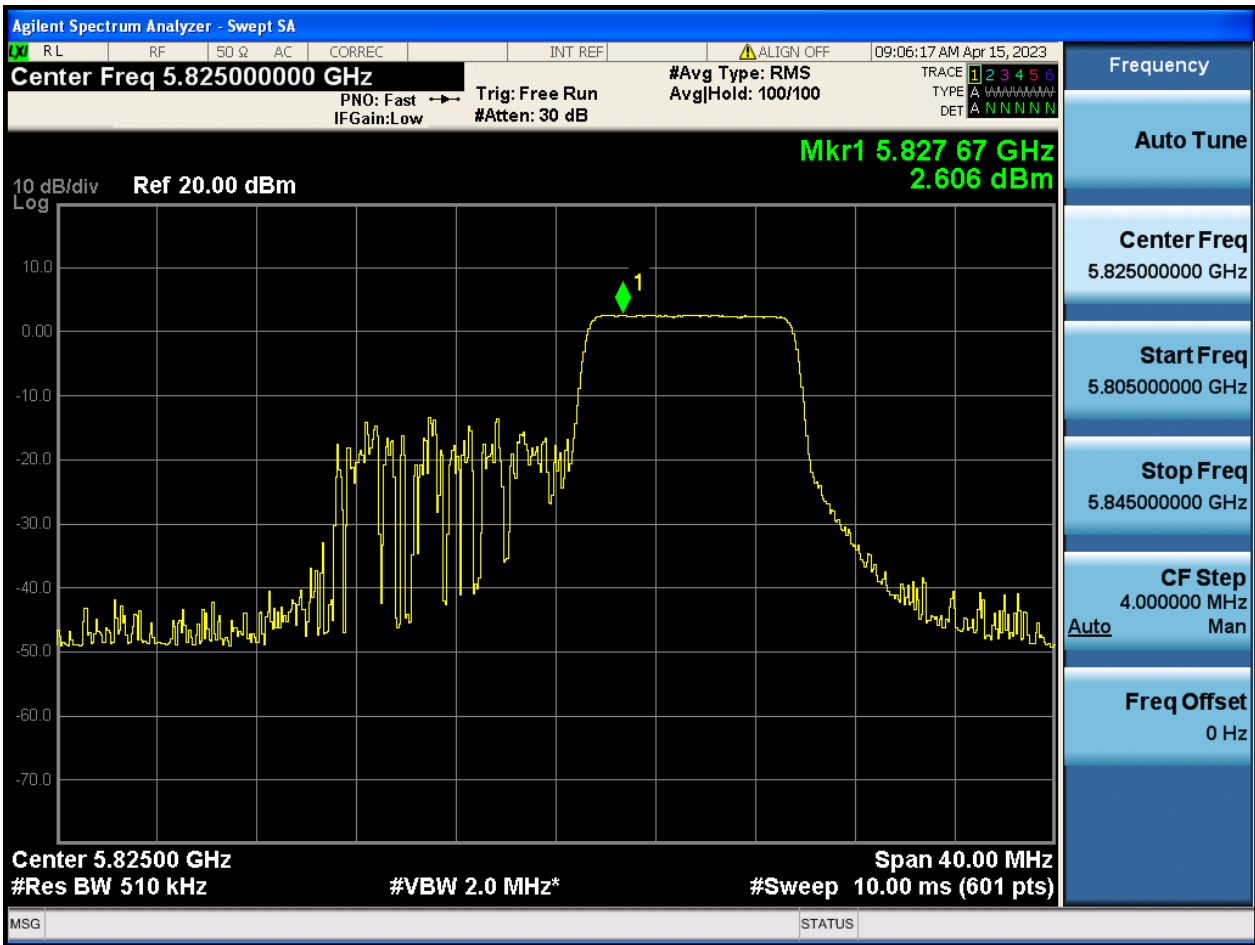 Agilent Spectrum Analyzer - Swept SA
LXI RL RF 50 Ω AC CORREC INT REF ALIGN OFF 09:06:17 AM Apr 15, 2023
Center Freq 5.825000000 GHz
PNO: Fast
IFGain:Low
Trig: Free Run
#Atten: 30 dB
#Avg Type: RMS
Avg|Hold: 100/100
TRACE 1 2 3 4 5 6
TYPE A WWWWWW
DET A N N N N N
Mkr1 5.827 67 GHz
2.606 dBm
10 dB/div Ref 20.00 dBm
Log
10.0
0.00
-10.0
-20.0
-30.0
-40.0
-50.0
-60.0
-70.0
1
Center 5.82500 GHz
Span 40.00 MHz
#Res BW 510 kHz
#VBW 2.0 MHz*
#Sweep 10.00 ms (601 pts)
MSG
STATUS
Frequency
Auto Tune
Center Freq
5.825000000 GHz
Start Freq
5.805000000 GHz
Stop Freq
5.845000000 GHz
CF Step
4.000000 MHz
Auto Man
Freq Offset
0 Hz